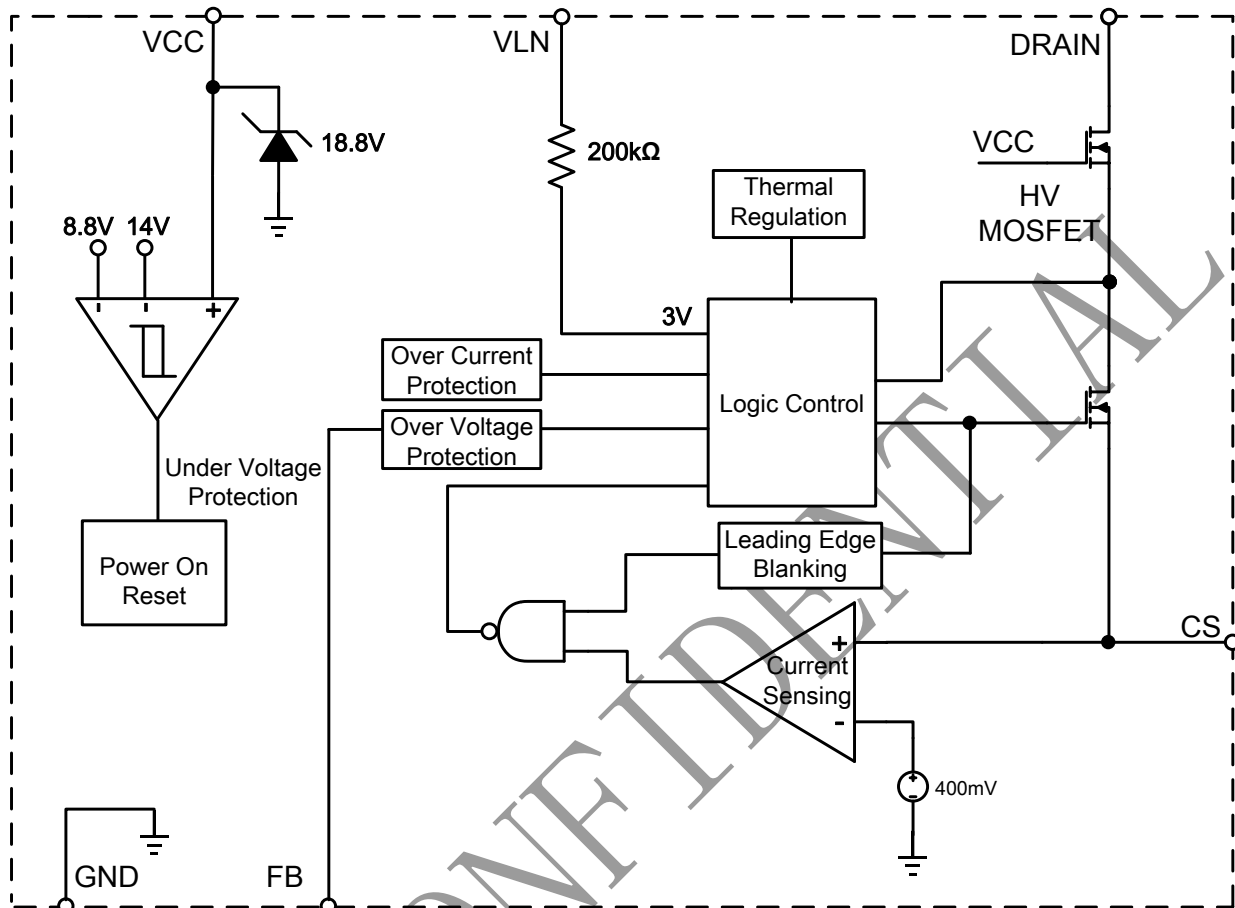 VCC
VLN
DRAIN
18.8V
200kΩ
VCC
HV
MOSFET
8.8V 14V
Thermal
Regulation
-
-
+
3V
Over Current
Protection
Logic Control
Over Voltage
Protection
Under Voltage
Protection
Power On
Reset
Leading Edge
Blanking
+
Current
Sensing
-
CS
+
-
400mV
GND
FB
ONFIDENTIAL